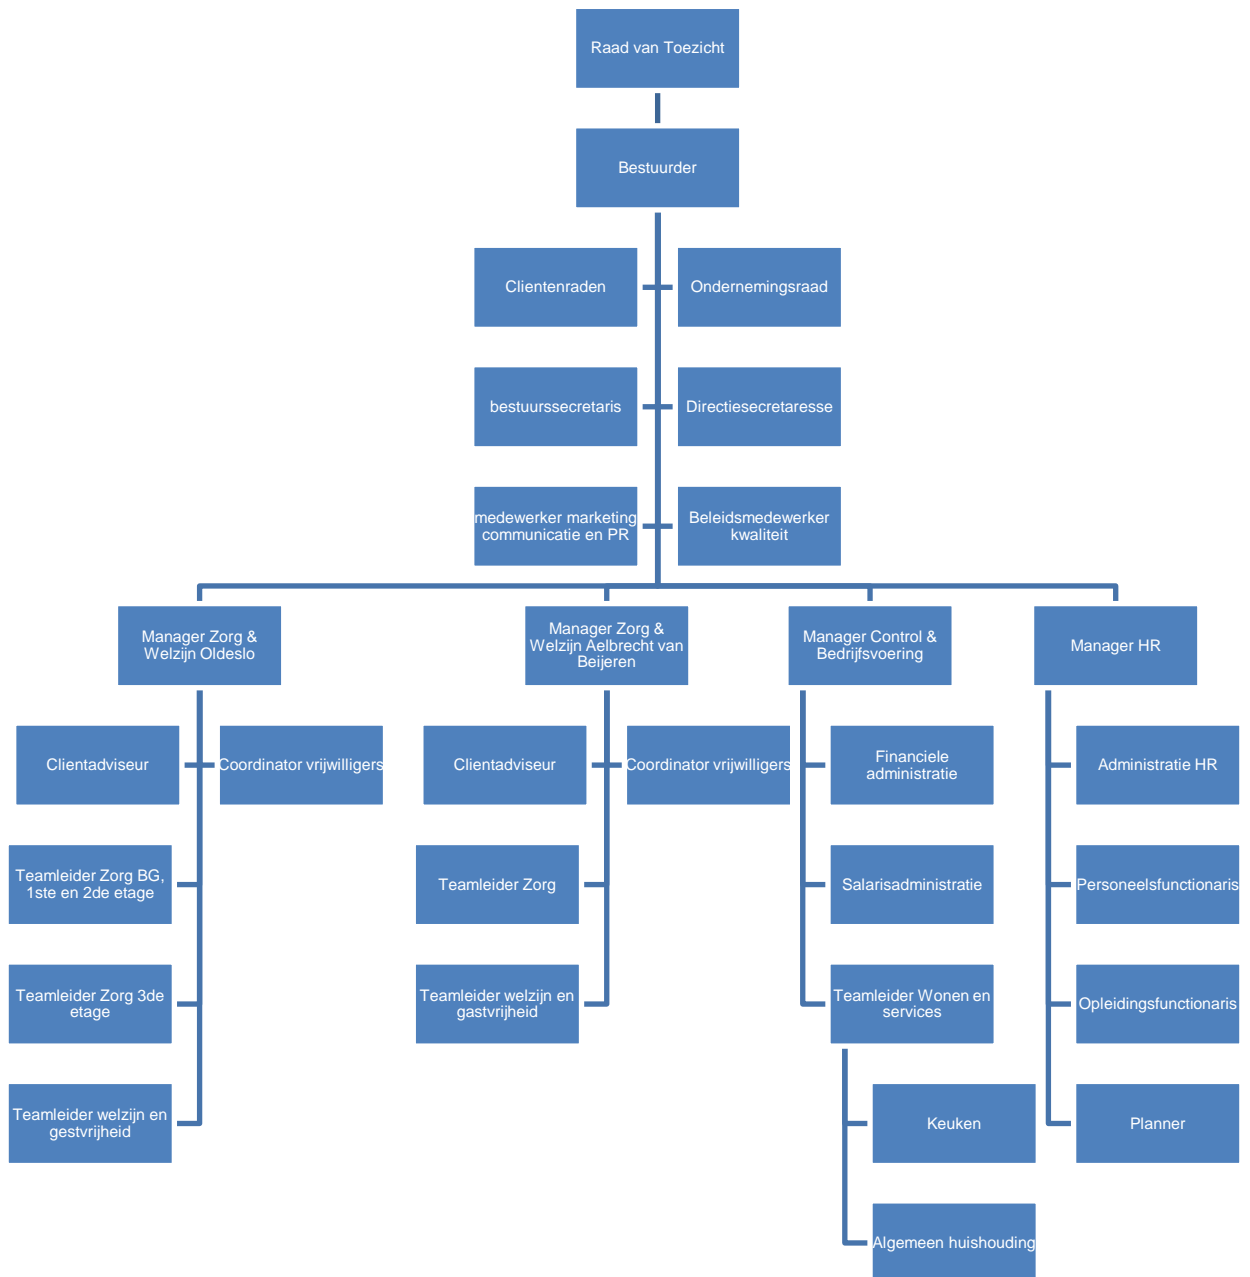 Raad van Toezicht
Bestuurder
Clientenraden
Ondernemingsraad
bestuurssecretaris
Directiesecretaresse
medewerker marketing
communicatie en PR
Beleidsmedewerker
kwaliteit
Manager Zorg &
Welzijn Oldeslo
Manager Zorg &
Welzijn Aelbrecht van
Beijeren
Manager Control &
Bedrijfsvoering
Manager HR
Clientadviseur
Coordinator vrijwilligers
Clientadviseur
Coordinator vrijwilligers
Financiele
administratie
Administratie HR
Teamleider Zorg BG,
1ste en 2de etage
Teamleider Zorg
Salarisadministratie
Personeelsfunctionaris
Teamleider Zorg 3de
etage
Teamleider welzijn en
gastvrijheid
Teamleider Wonen en
services
Opleidingsfunctionaris
Teamleider welzijn en
gestvrijheid
Keuken
Planner
Algemeen huishouding